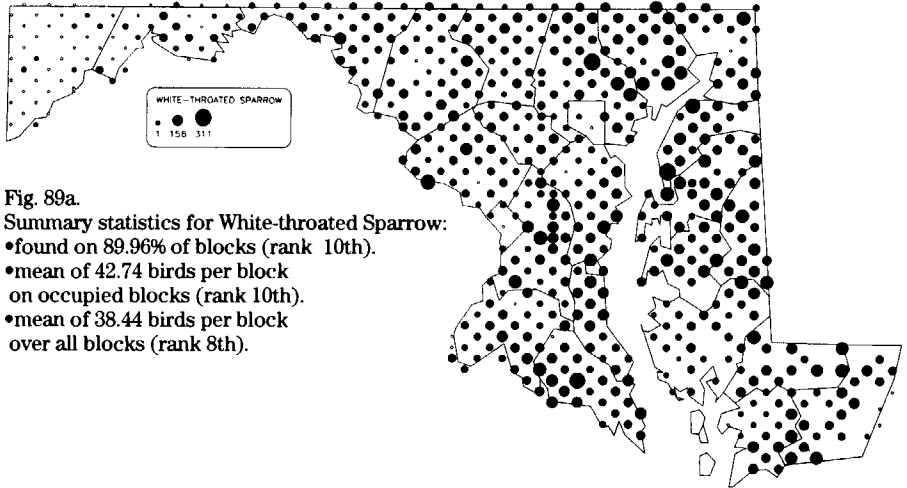 WHITE-THROATED SPARROW
1 156 311
Fig. 89a.
Summary statistics for White-throated Sparrow:
•found on 89.96% of blocks (rank 10th).
•mean of 42.74 birds per block
on occupied blocks (rank 10th).
•mean of 38.44 birds per block
over all blocks (rank 8th).